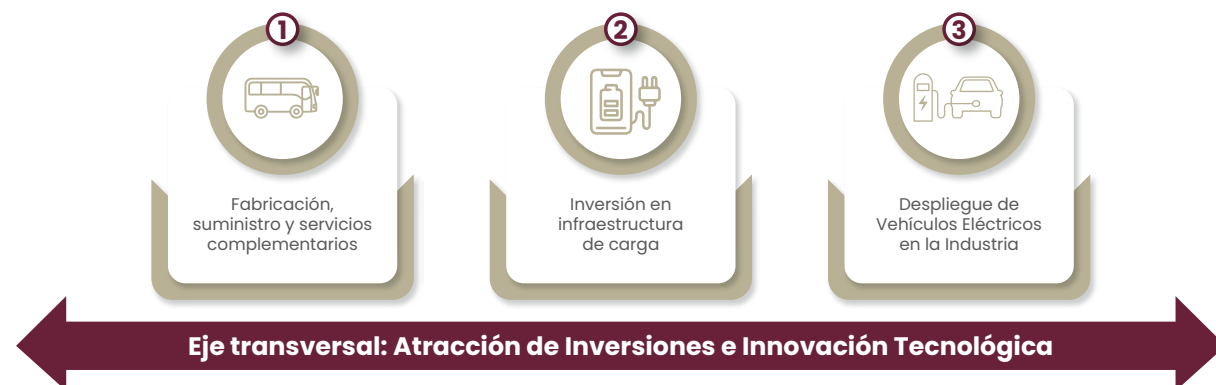 1
Fabricación,
suministro y servicios
complementarios
2
Inversión en
infraestructura
de carga
3
Despliegue de
Vehículos Eléctricos
en la Industria
Eje transversal: Atracción de Inversiones e Innovación Tecnológica